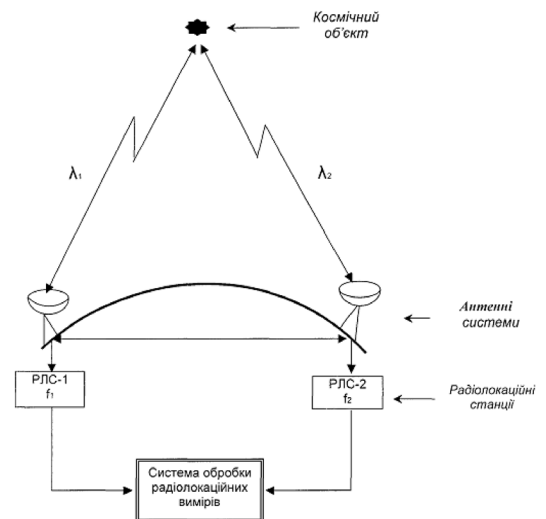 Космічний
об'єкт
λ₁
λ₂
Антенні
системи
РЛС-1
f₁
РЛС-2
f₂
Радіолокаційні
станції
Система обробки
радіолокаційних
вимірів